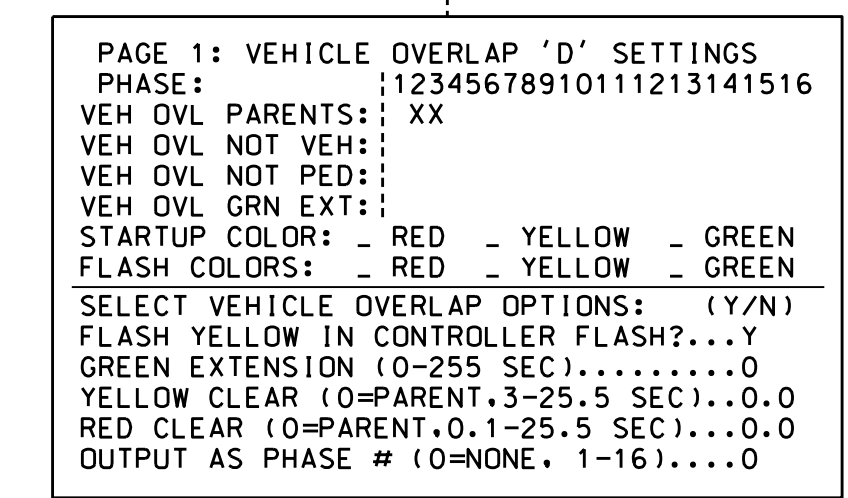 PAGE 1: VEHICLE OVERLAP 'D' SETTINGS
PHASE: ¦12345678910111213141516
VEH OVL PARENTS:¦ XX
VEH OVL NOT VEH:¦
VEH OVL NOT PED:¦
VEH OVL GRN EXT:¦
STARTUP COLOR: _ RED _ YELLOW _ GREEN
FLASH COLORS: _ RED _ YELLOW _ GREEN
SELECT VEHICLE OVERLAP OPTIONS: (Y/N)
FLASH YELLOW IN CONTROLLER FLASH?...Y
GREEN EXTENSION (0-255 SEC).........0
YELLOW CLEAR (0=PARENT,3-25.5 SEC)..0.0
RED CLEAR (0=PARENT,0.1-25.5 SEC)...0.0
OUTPUT AS PHASE # (0=NONE, 1-16)....0